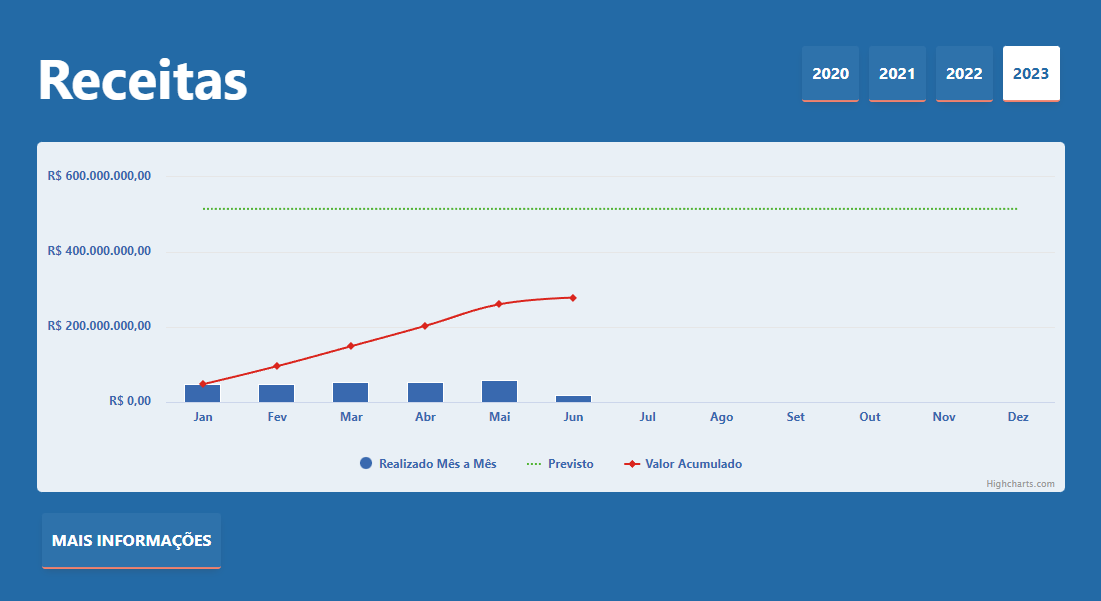 Receitas
2020 2021 2022 2023
R$ 600.000.000,00
R$ 400.000.000,00
R$ 200.000.000,00
R$ 0,00
Jan Fev Mar Abr Mai Jun Jul Ago Set Out Nov Dez
Realizado Mês a Mês Previsto Valor Acumulado
Highcharts.com
MAIS INFORMAÇÕES